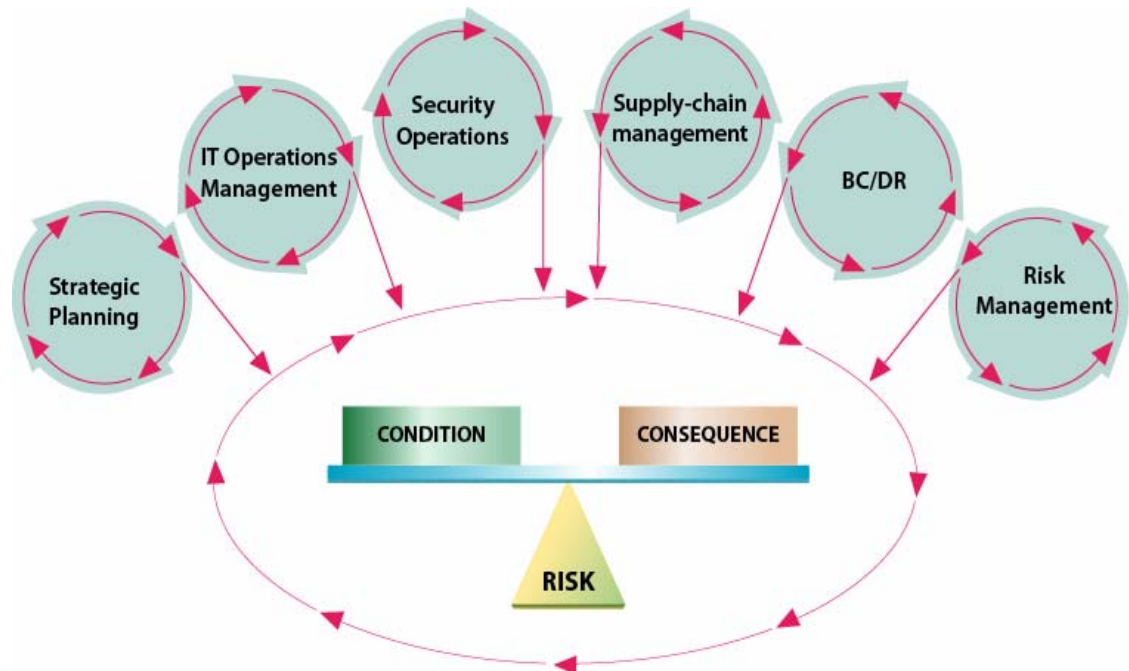 Strategic
Planning
IT Operations
Management
Security
Operations
Supply-chain
management
BC/DR
Risk
Management
CONDITION
CONSEQUENCE
RISK